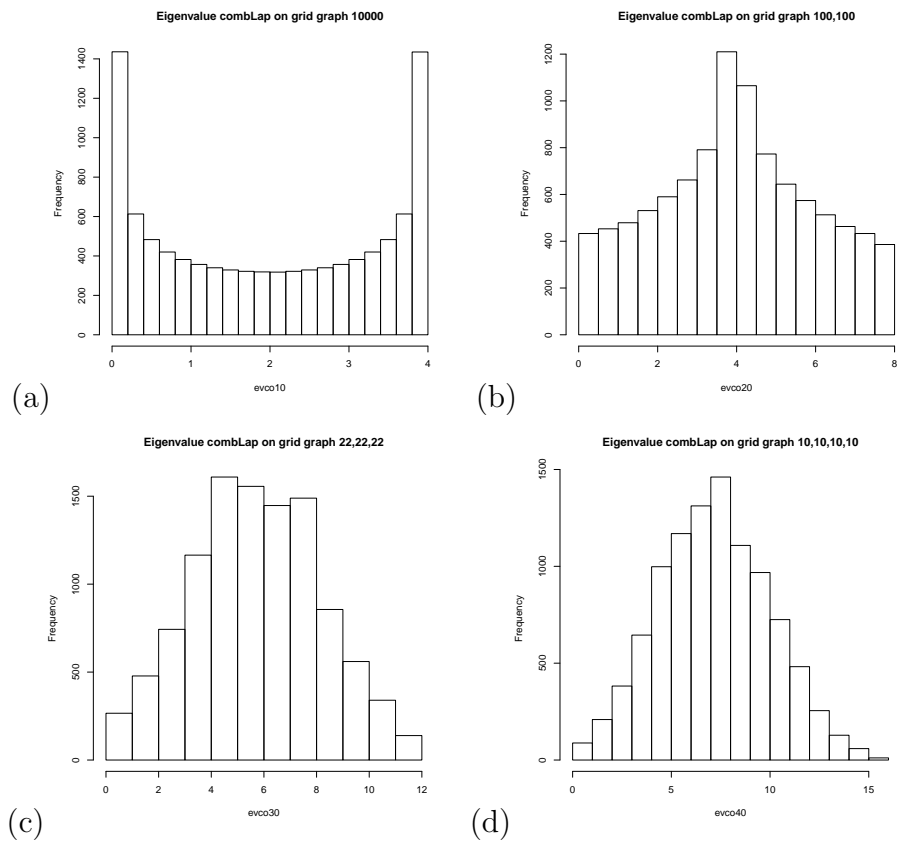 Eigenvalue combLap on grid graph 10000
Frequency
0 200 400 600 800 1000 1200 1400
0 1 2 3 4
evco10
(a)
Eigenvalue combLap on grid graph 100,100
Frequency
0 200 400 600 800 1000 1200
0 2 4 6 8
evco20
(b)
Eigenvalue combLap on grid graph 22,22,22
Frequency
0 500 1000 1500
0 2 4 6 8 10 12
evco30
(c)
Eigenvalue combLap on grid graph 10,10,10,10
Frequency
0 500 1000 1500
0 5 10 15
evco40
(d)